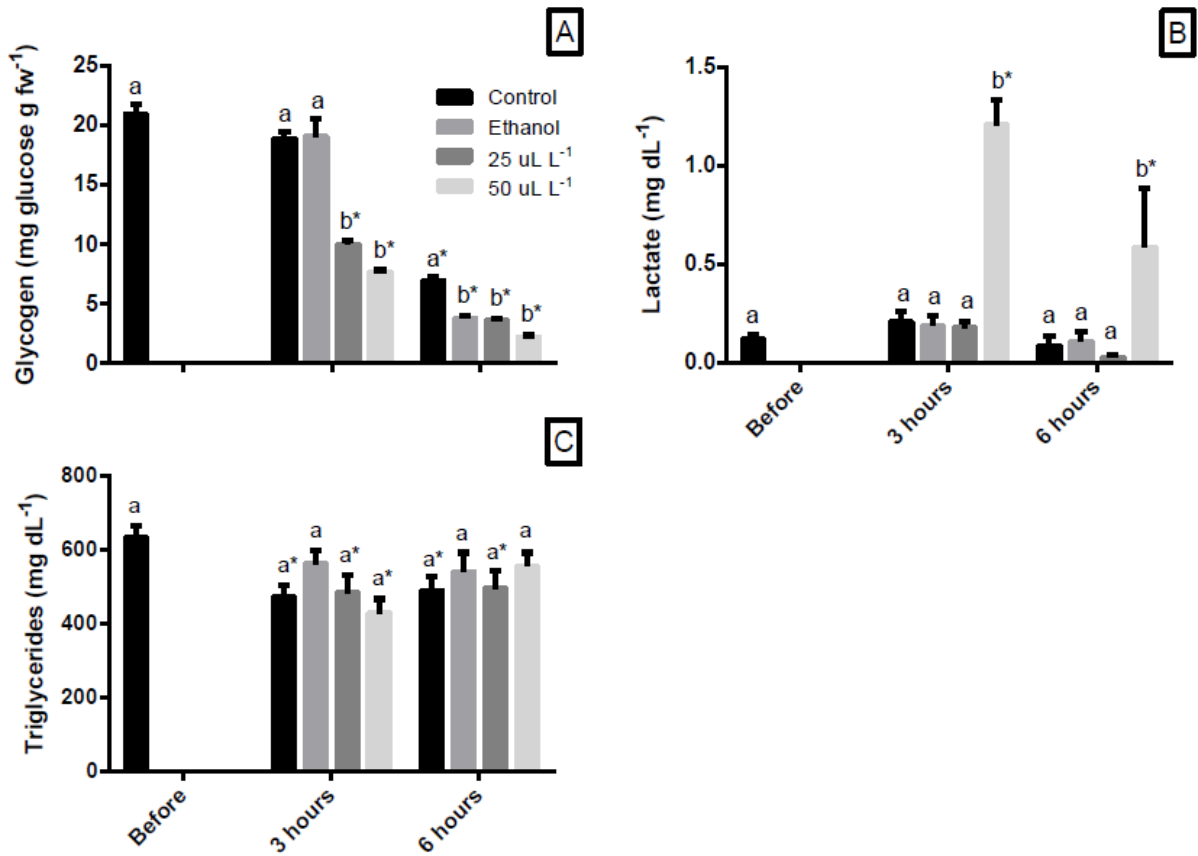 A
Glycogen (mg glucose g fw⁻¹)
25
20
15
10
5
0
a
a
a
b*
b*
a*
b*
b*
b*
Control
Ethanol
25 uL L⁻¹
50 uL L⁻¹
B
Lactate (mg dL⁻¹)
1.5
1.0
0.5
0.0
a
a
a
a
b*
a
a
a
b*
Before
3 hours
6 hours
C
Triglycerides (mg dL⁻¹)
800
600
400
200
0
a
a*
a
a*
a*
a*
a
a*
a
Before
3 hours
6 hours